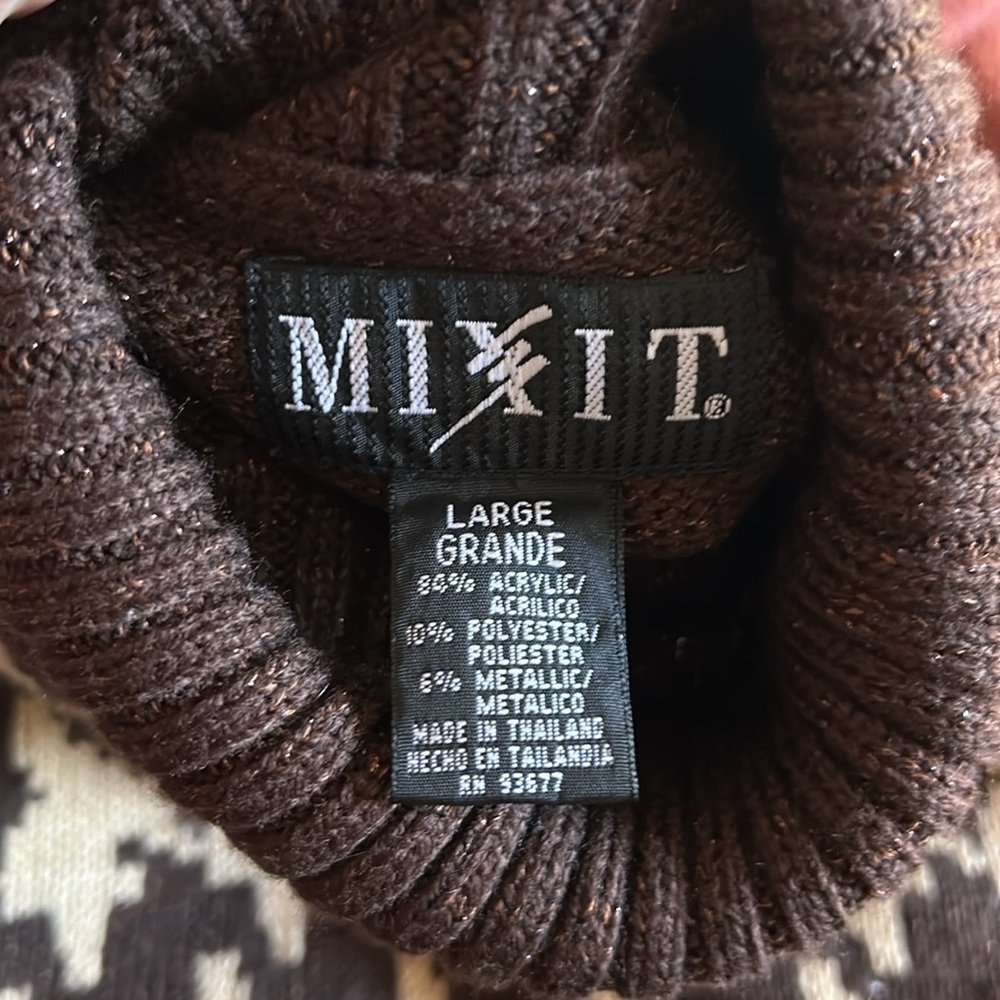 MIXIT®
LARGE
GRANDE
84% ACRYLIC/
ACRILICO
10% POLYESTER/
POLIESTER
6% METALLIC/
METALICO
MADE IN THAILAND
HECHO EN TAILANDIA
RN 93677